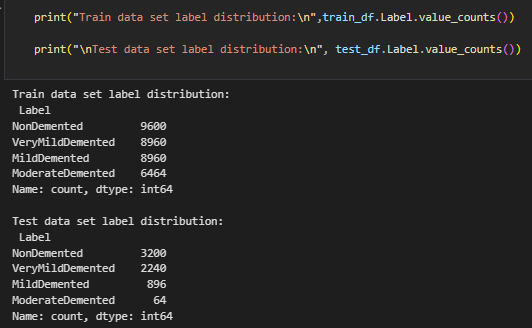 print("Train data set label distribution:\n",train_df.Label.value_counts())
print("\nTest data set label distribution:\n", test_df.Label.value_counts())
Train data set label distribution:
Label
NonDemented 9600
VeryMildDemented 8960
MildDemented 8960
ModerateDemented 6464
Name: count, dtype: int64
Test data set label distribution:
Label
NonDemented 3200
VeryMildDemented 2240
MildDemented 896
ModerateDemented 64
Name: count, dtype: int64